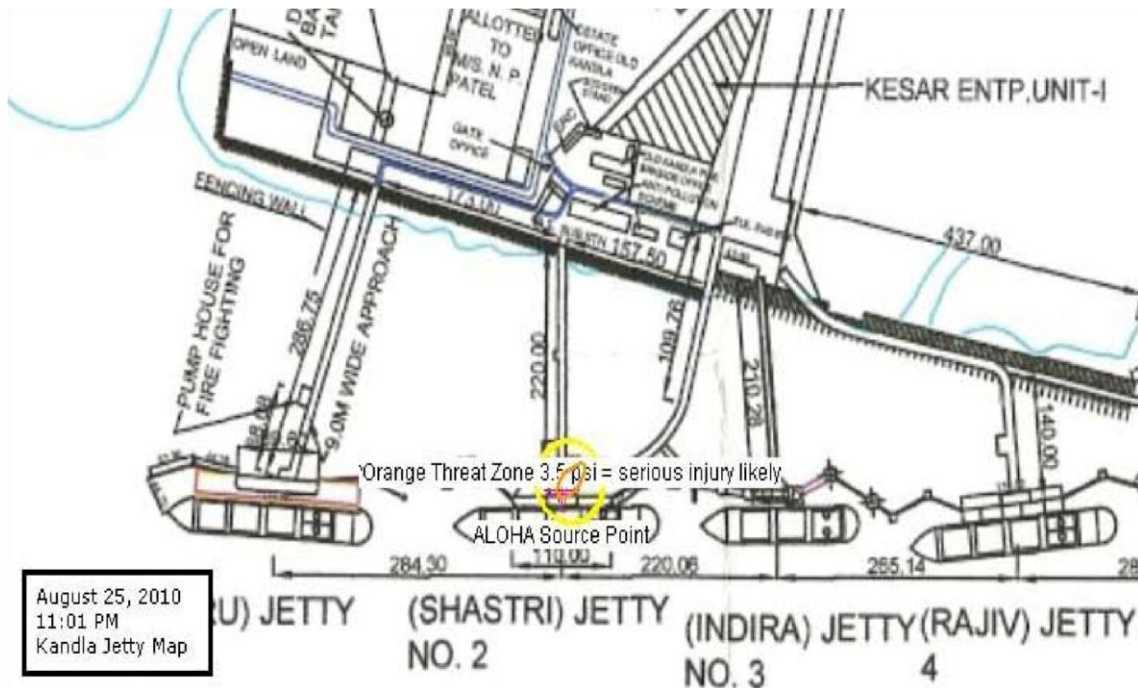 ALLOTTED
TO
M/S. N. P.
PATEL
OPEN LAND
ESTATE
OFFICE OLD
KANDLA
KESAR ENTP.UNIT-I
GATE
OFFICE
FENCING WALL
173.00
157.50
437.00
PUMP HOUSE FOR
FIRE FIGHTING
286.75
9.0M WIDE APPROACH
220.00
109.76
210.28
140.00
Orange Threat Zone 3.5 psi = serious injury likely
ALOHA Source Point
110.00
284.30
220.06
265.14
RU) JETTY
(SHASTRI) JETTY
NO. 2
(INDIRA) JETTY
NO. 3
(RAJIV) JETTY
4
August 25, 2010
11:01 PM
Kandla Jetty Map